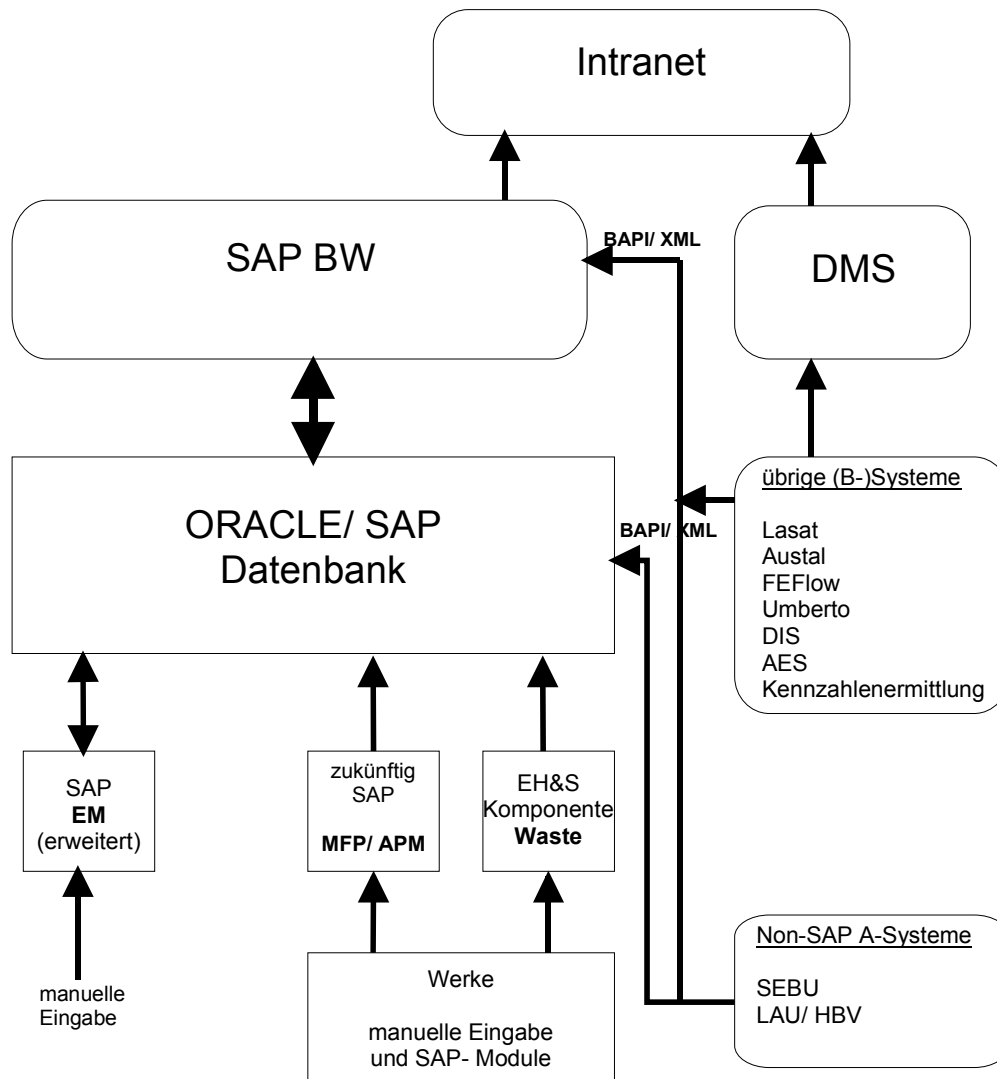 Intranet
SAP BW
BAPI/ XML
DMS
ORACLE/ SAP
Datenbank
BAPI/ XML
übrige (B-)Systeme
Lasat
Austal
FEFlow
Umberto
DIS
AES
Kennzahlenermittlung
SAP
EM
(erweitert)
zukünftig
SAP
MFP/ APM
EH&S
Komponente
Waste
manuelle
Eingabe
Werke
manuelle Eingabe
und SAP- Module
Non-SAP A-Systeme
SEBU
LAU/ HBV